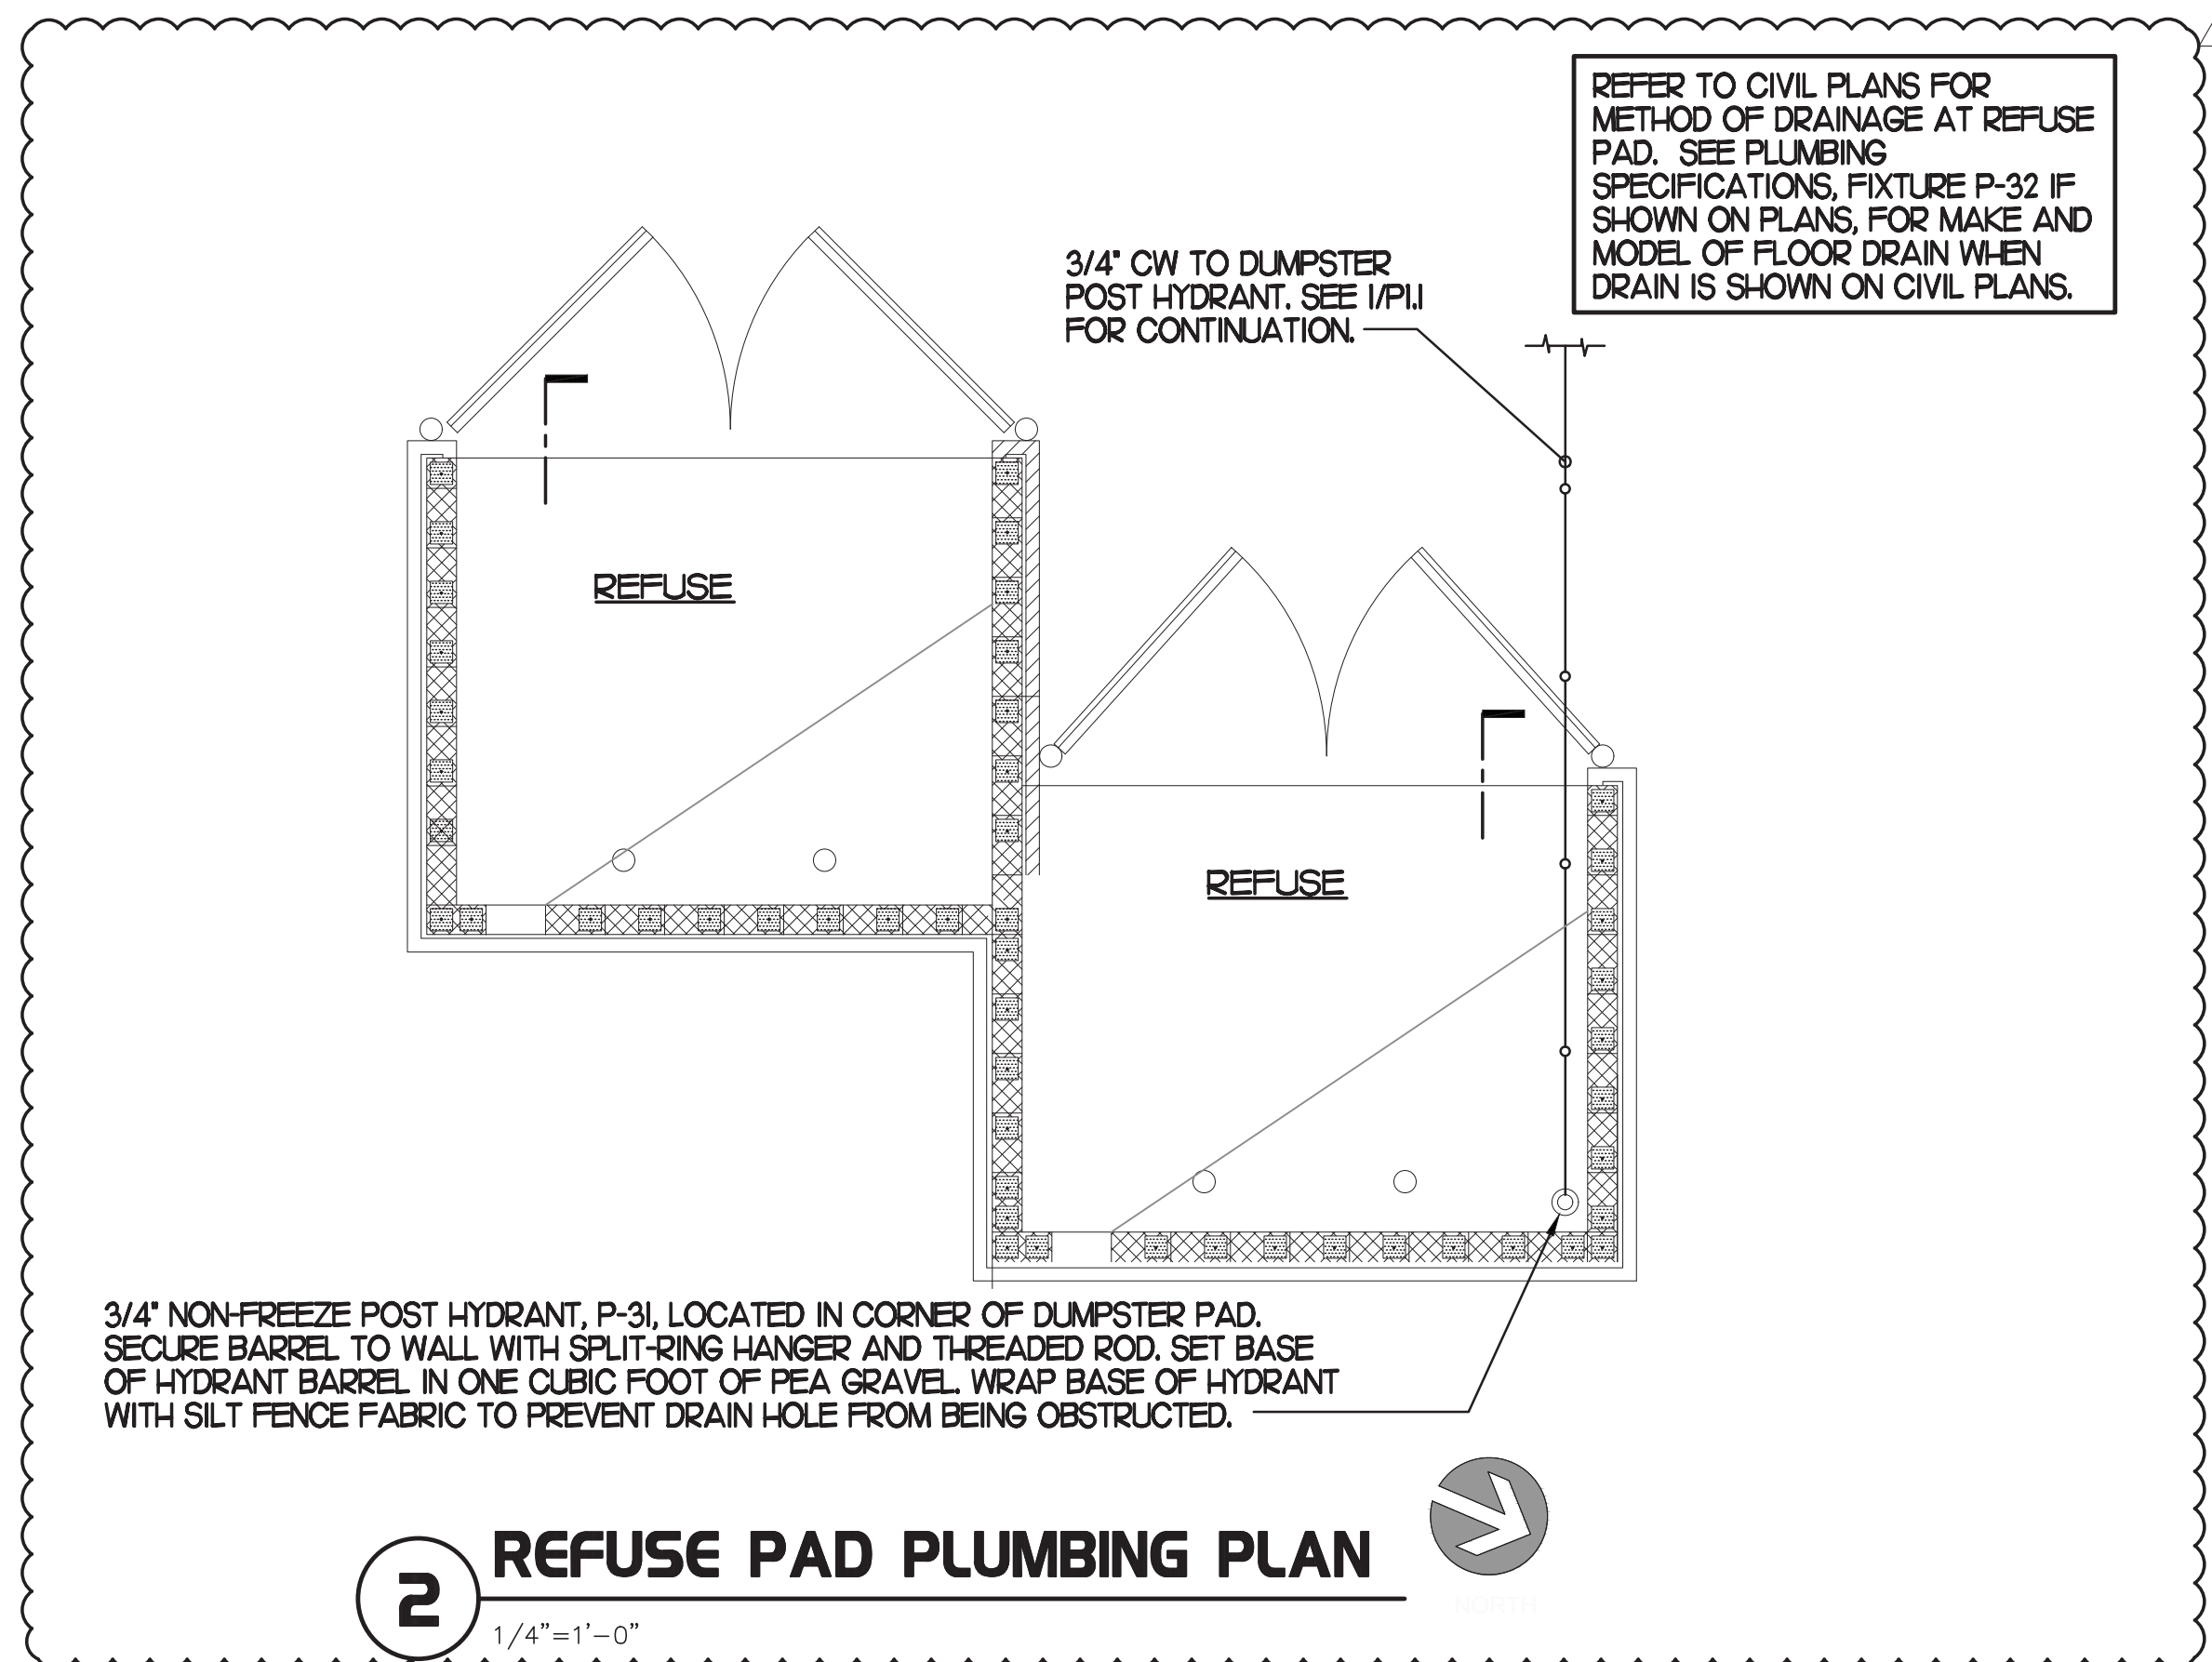 REFER TO CIVIL PLANS FOR
METHOD OF DRAINAGE AT REFUSE
PAD. SEE PLUMBING
SPECIFICATIONS, FIXTURE P-32 IF
SHOWN ON PLANS, FOR MAKE AND
MODEL OF FLOOR DRAIN WHEN
DRAIN IS SHOWN ON CIVIL PLANS.
3/4" CW TO DUMPSTER
POST HYDRANT. SEE 1/P1.1
FOR CONTINUATION.
REFUSE
REFUSE
3/4" NON-FREEZE POST HYDRANT, P-31, LOCATED IN CORNER OF DUMPSTER PAD.
SECURE BARREL TO WALL WITH SPLIT-RING HANGER AND THREADED ROD. SET BASE
OF HYDRANT BARREL IN ONE CUBIC FOOT OF PEA GRAVEL. WRAP BASE OF HYDRANT
WITH SILT FENCE FABRIC TO PREVENT DRAIN HOLE FROM BEING OBSTRUCTED.
2
REFUSE PAD PLUMBING PLAN
1/4"=1'-0"
NORTH